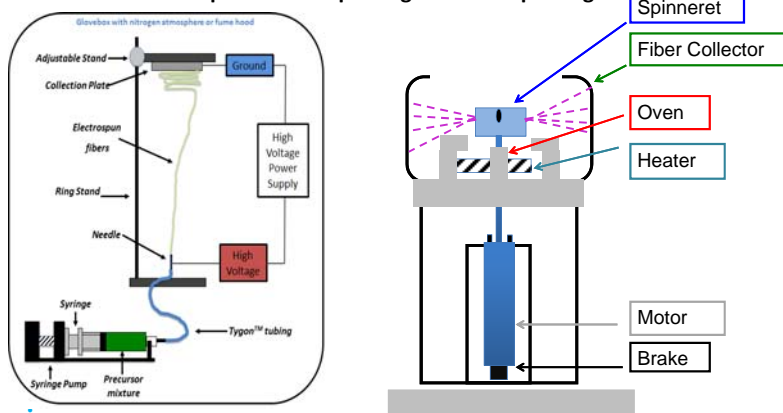 Glovebox with nitrogen atmosphere or fume hood
Adjustable Stand
Collection Plate
Ground
Electrospun
fibers
High
Voltage
Power
Supply
Ring Stand
Needle
High
Voltage
Syringe
Tygon™ tubing
Syringe Pump
Precursor
mixture
Spinneret
Fiber Collector
Oven
Heater
Motor
Brake